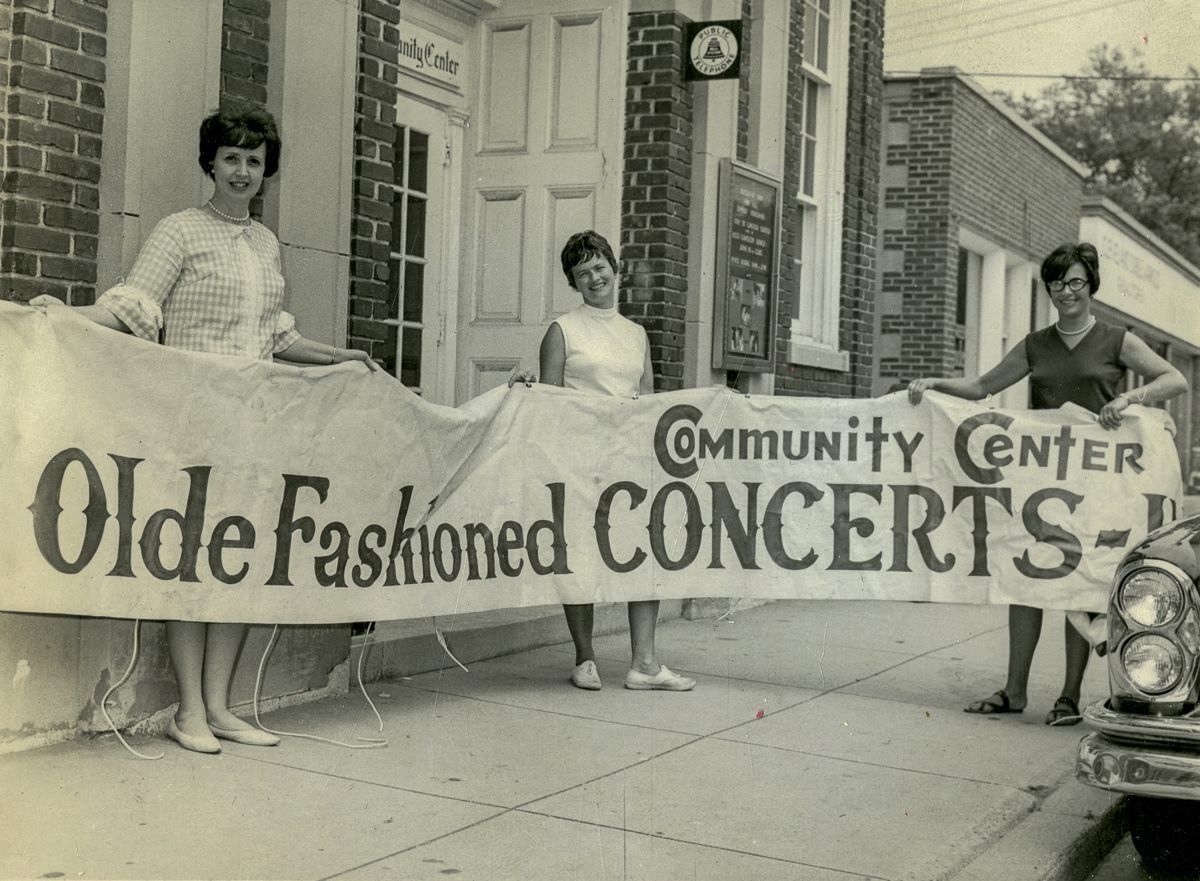 unity Center
PUBLIC
TELEPHONE
COMMUNitY CENtER
Olde Fashioned CONCERTS-